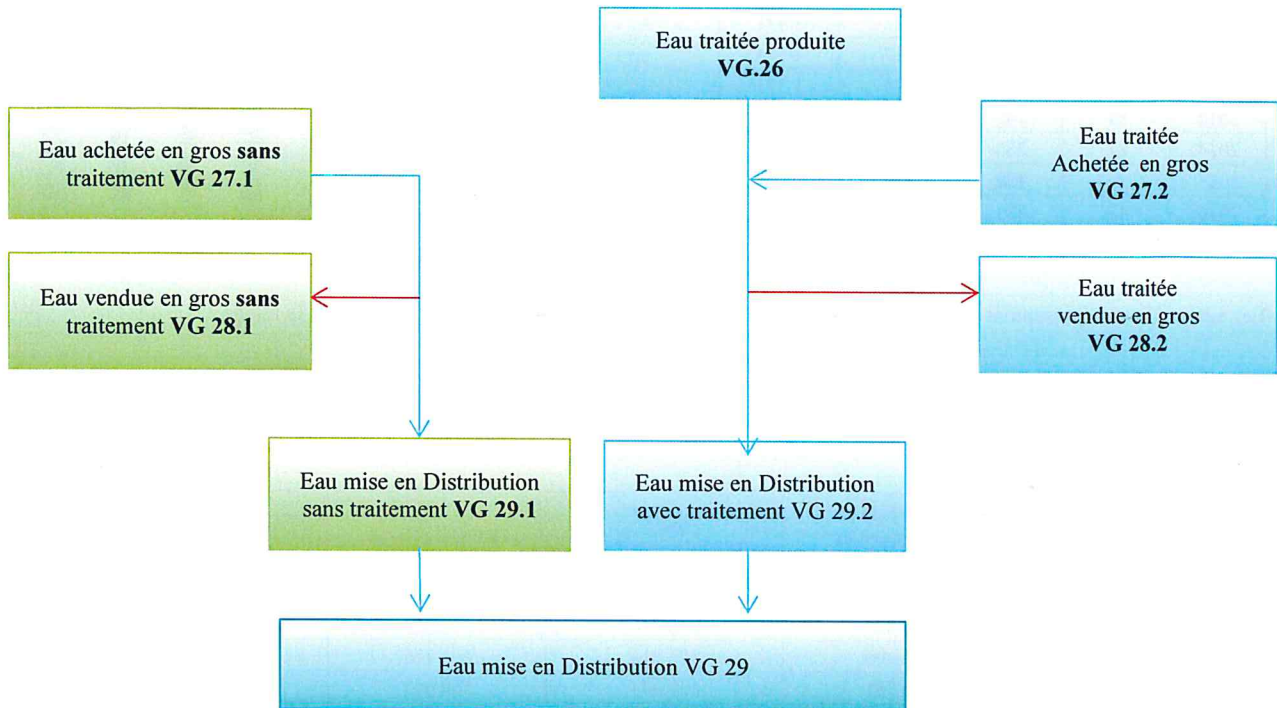 Eau traitée produite
VG.26
Eau achetée en gros sans
traitement VG 27.1
Eau traitée
Achetée en gros
VG 27.2
Eau vendue en gros sans
traitement VG 28.1
Eau traitée
vendue en gros
VG 28.2
Eau mise en Distribution
sans traitement VG 29.1
Eau mise en Distribution
avec traitement VG 29.2
Eau mise en Distribution VG 29